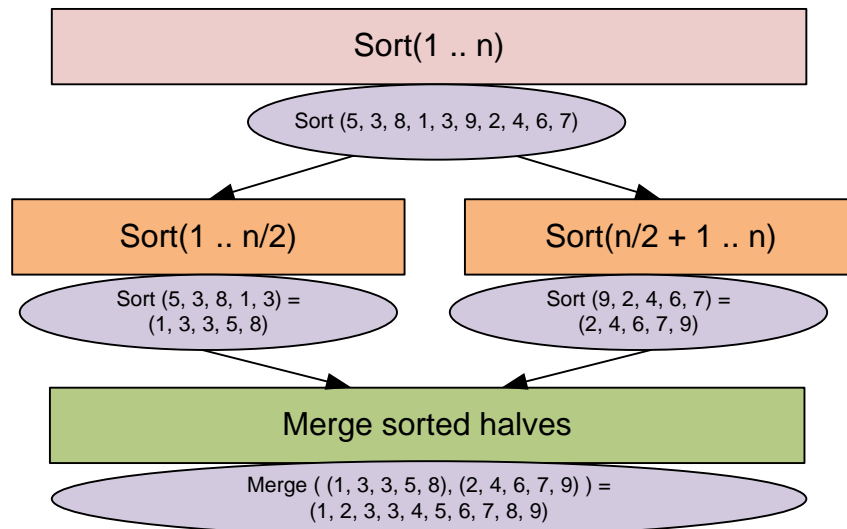 Sort(1 .. n)
Sort (5, 3, 8, 1, 3, 9, 2, 4, 6, 7)
Sort(1 .. n/2)
Sort(n/2 + 1 .. n)
Sort (5, 3, 8, 1, 3) =
(1, 3, 3, 5, 8)
Sort (9, 2, 4, 6, 7) =
(2, 4, 6, 7, 9)
Merge sorted halves
Merge ( (1, 3, 3, 5, 8), (2, 4, 6, 7, 9) ) =
(1, 2, 3, 3, 4, 5, 6, 7, 8, 9)